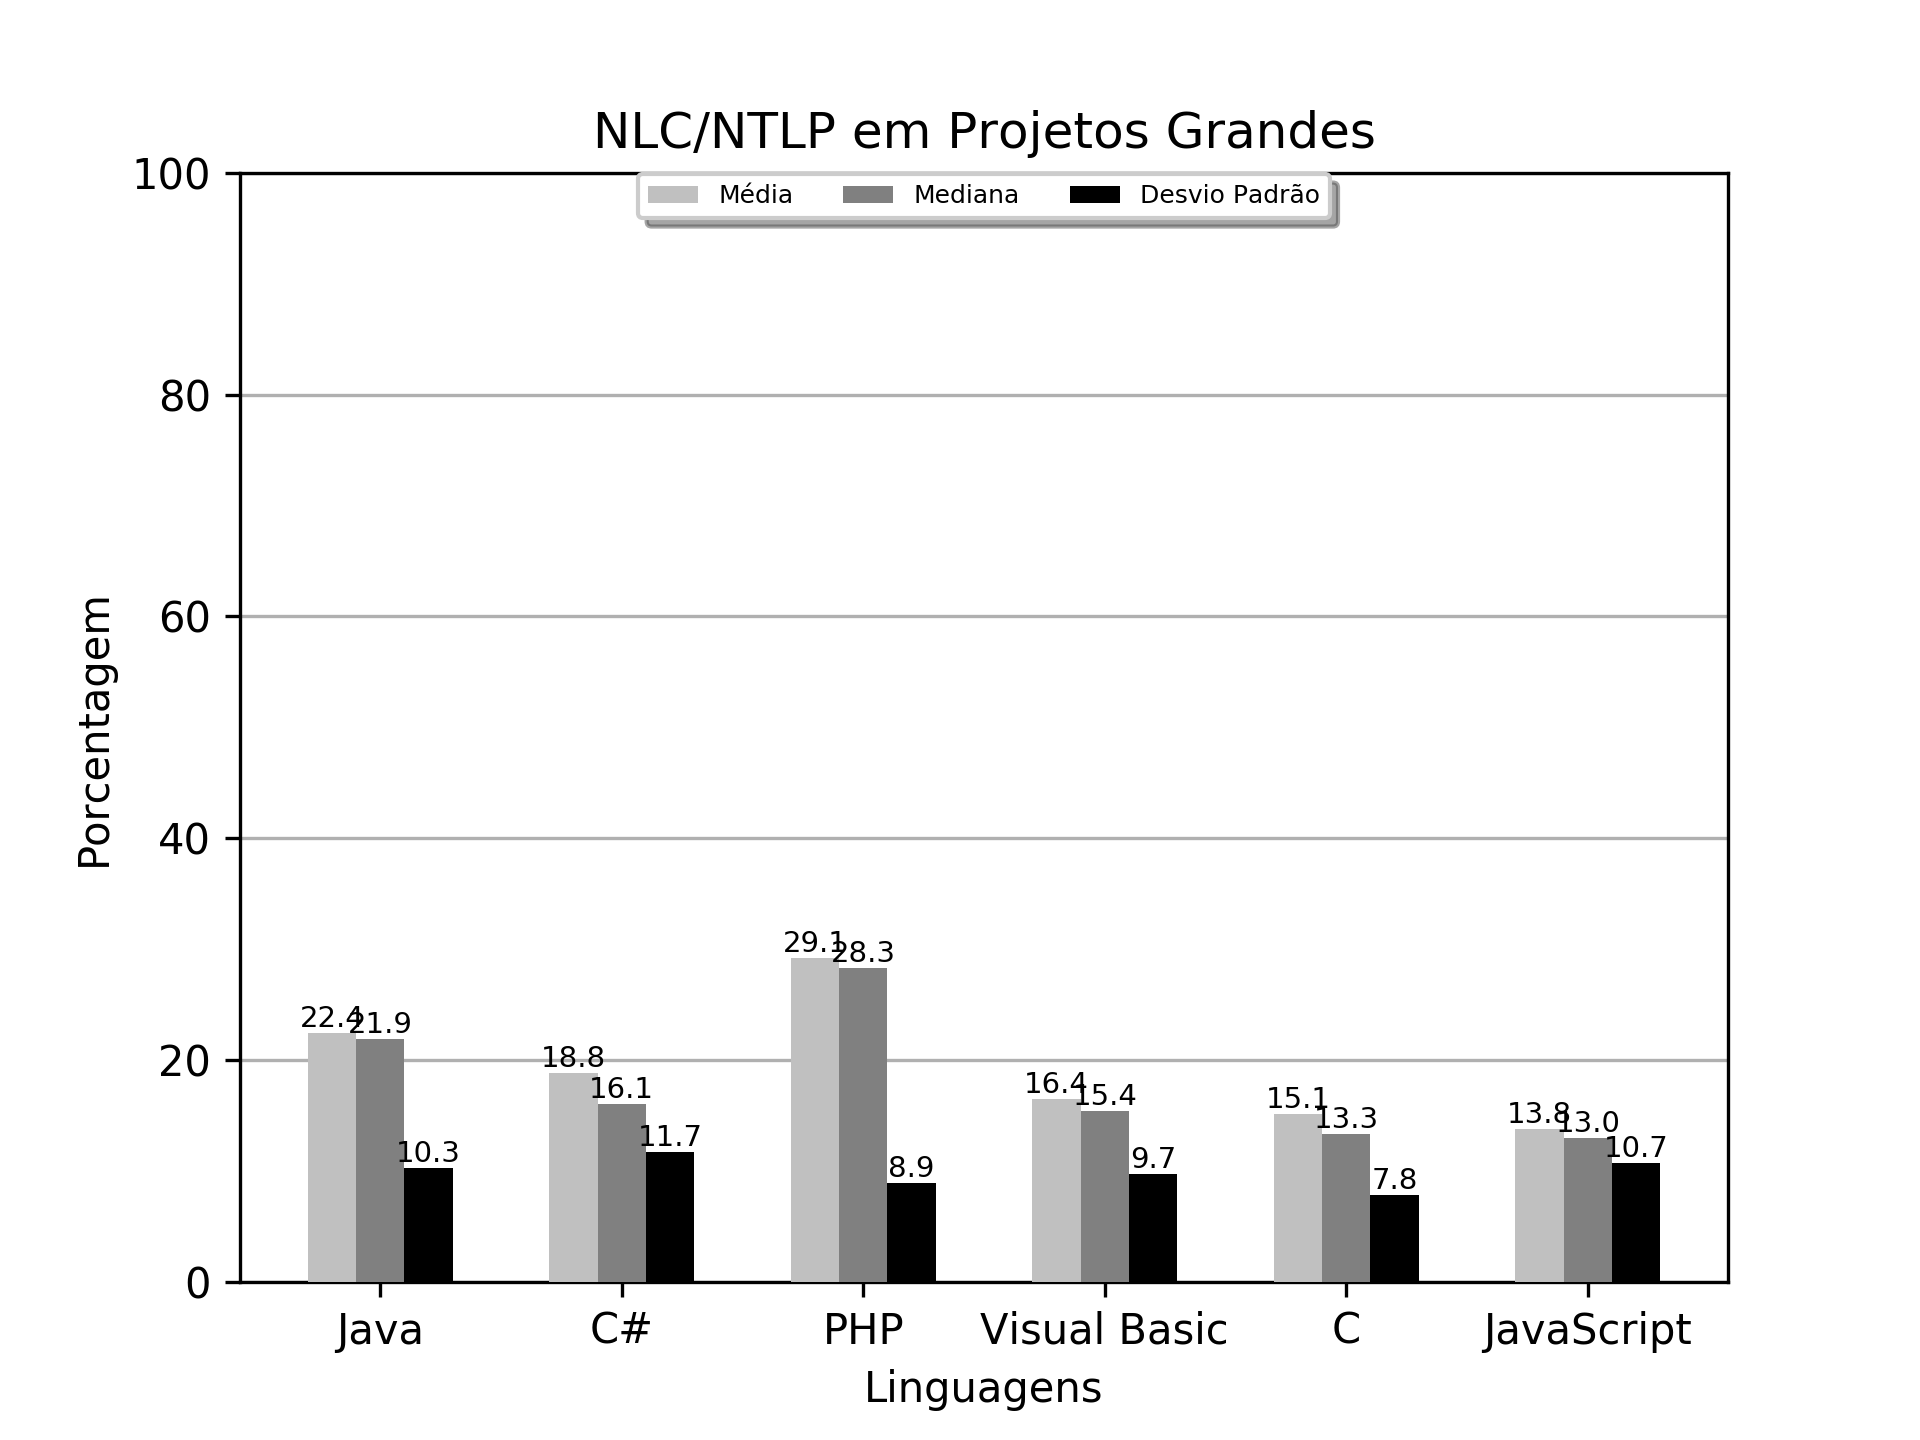 NLC/NTLP em Projetos Grandes
Média Mediana Desvio Padrão
Porcentagem
100
80
60
40
20
0
22.4 21.9 10.3
18.8 16.1 11.7
29.1 28.3 8.9
16.4 15.4 9.7
15.1 13.3 7.8
13.8 13.0 10.7
Java C# PHP Visual Basic C JavaScript
Linguagens